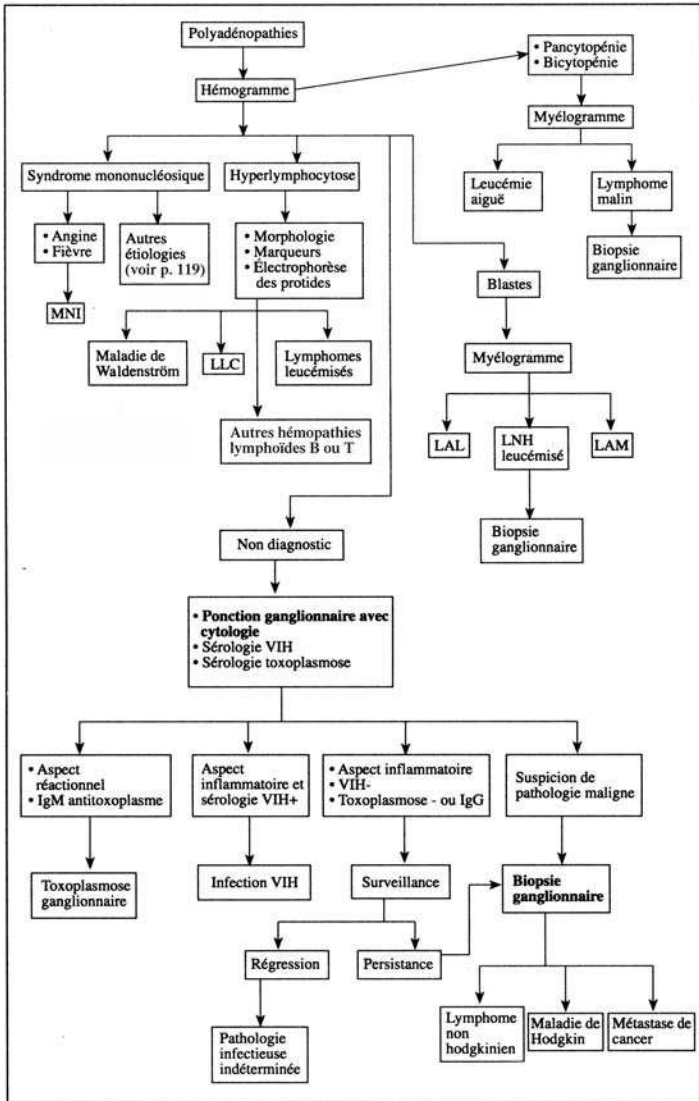 Polyadénopathies
• Pancytopénie
• Bicytopénie
Hémogramme
Myélogramme
Syndrome mononucléosique
Hyperlymphocytose
Leucémie
aiguë
Lymphome
malin
• Angine
• Fièvre
Autres
étiologies
(voir p. 119)
• Morphologie
• Marqueurs
• Électrophorèse
des protides
Biopsie
ganglionnaire
Blastes
MNI
Maladie de
Waldenström
LLC
Lymphomes
leucémisés
Myélogramme
Autres hémopathies
lymphoïdes B ou T
LAL
LNH
leucémisé
LAM
Non diagnostic
Biopsie
ganglionnaire
• Ponction ganglionnaire avec
cytologie
• Sérologie VIH
• Sérologie toxoplasmose
• Aspect
réactionnel
• IgM antitoxoplasme
Aspect
inflammatoire et
sérologie VIH+
• Aspect inflammatoire
• VIH-
• Toxoplasmose - ou IgG
Suspicion de
pathologie maligne
Toxoplasmose
ganglionnaire
Infection VIH
Surveillance
Biopsie
ganglionnaire
Régression
Persistance
Pathologie
infectieuse
indéterminée
Lymphome
non
hodgkinien
Maladie de
Hodgkin
Métastase de
cancer